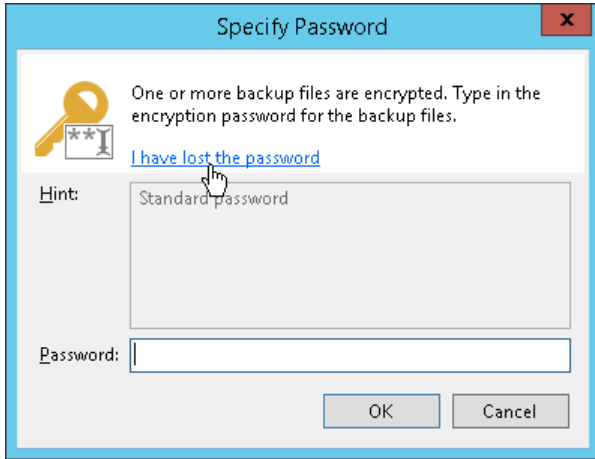 Specify Password
x
One or more backup files are encrypted. Type in the
encryption password for the backup files.
I have lost the password
Hint:
Standard password
Password:
OK
Cancel